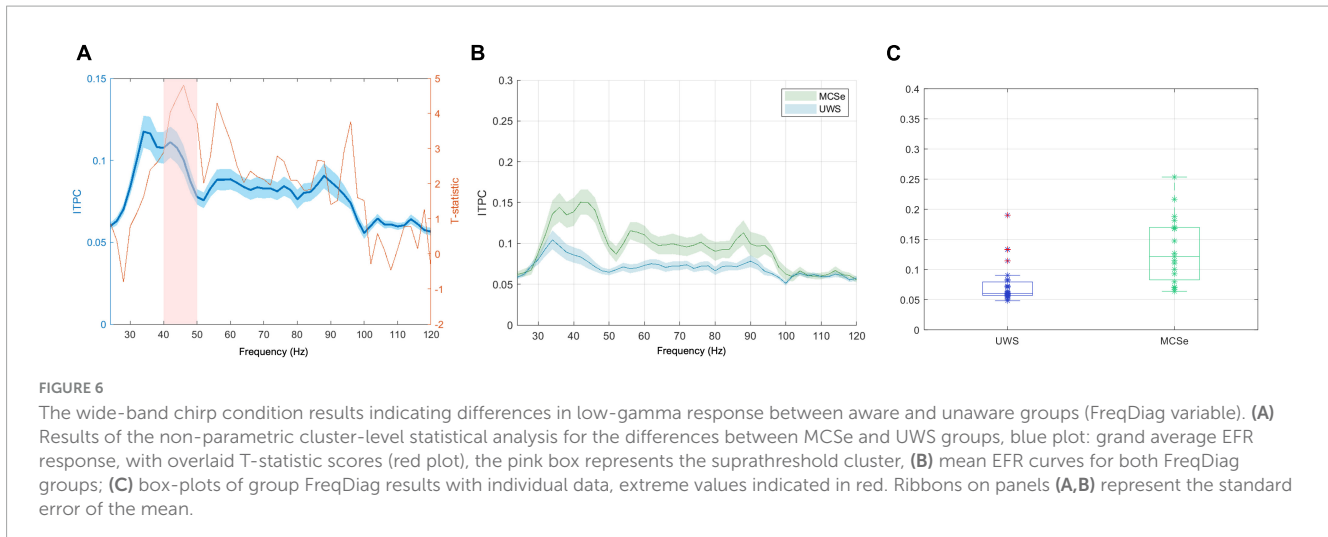 A
B
C
0.15
0.1
0.05
0
ITPC
5
4
3
2
1
0
-1
-2
T-statistic
30 40 50 60 70 80 90 100 110 120
Frequency (Hz)
0.3
0.25
0.2
0.15
0.1
0.05
0
ITPC
MCSe
UWS
30 40 50 60 70 80 90 100 110 120
Frequency (Hz)
0.4
0.35
0.3
0.25
0.2
0.15
0.1
0.05
0
UWS MCSe
FIGURE 6
The wide-band chirp condition results indicating differences in low-gamma response between aware and unaware groups (FreqDiag variable). (A)
Results of the non-parametric cluster-level statistical analysis for the differences between MCSe and UWS groups, blue plot: grand average EFR
response, with overlaid T-statistic scores (red plot), the pink box represents the suprathreshold cluster, (B) mean EFR curves for both FreqDiag
groups; (C) box-plots of group FreqDiag results with individual data, extreme values indicated in red. Ribbons on panels (A,B) represent the standard
error of the mean.